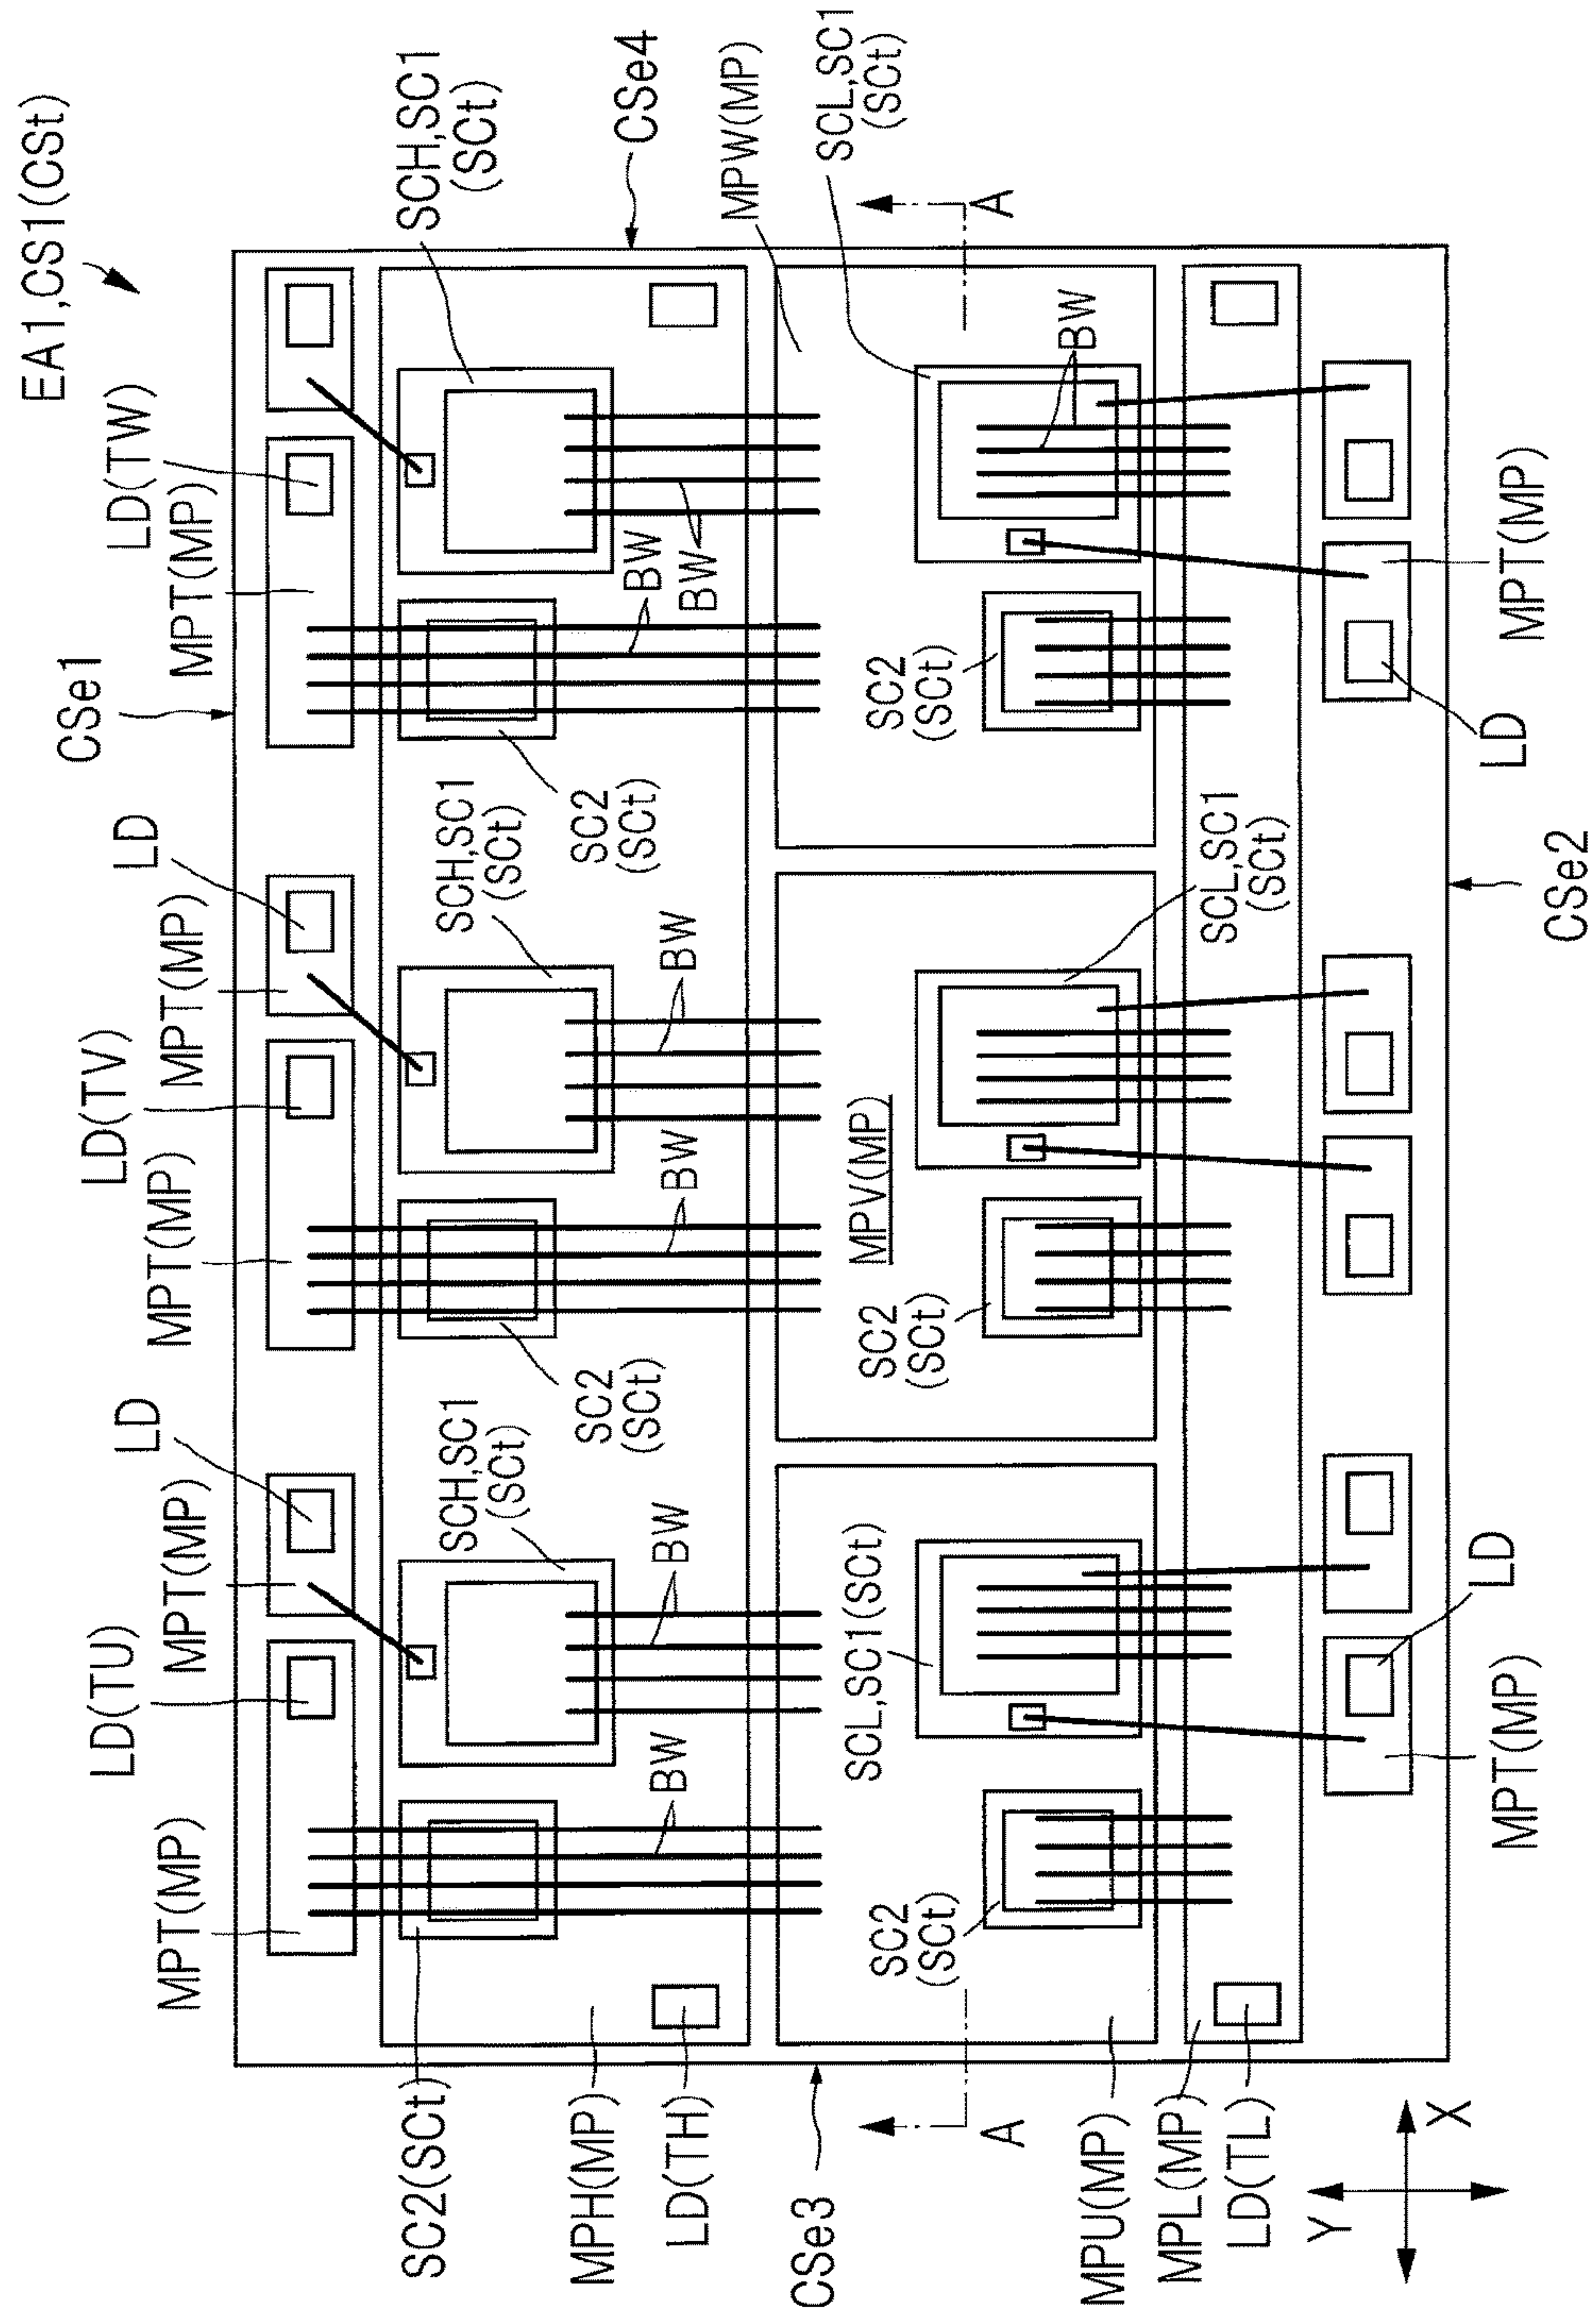 EA1,CS1(CSt)
CSe1
LD(TU)
MPT(MP)
LD
MPT(MP)
LD(TV)
MPT(MP)
LD
MPT(MP)
LD(TW)
MPT(MP)
SC2(SCt)
MPH(MP)
LD(TH)
CSe3
A
MPU(MP)
MPL(MP)
LD(TL)
Y
X
SCH,SC1
(SCt)
BW
BW
SC2
(SCt)
SCH,SC1
(SCt)
BW
BW
SC2
(SCt)
SCH,SC1
(SCt)
BW
BW
CSe4
MPW(MP)
SCL,SC1
(SCt)
A
SCL,SC1(SCt)
SC2
(SCt)
MPV(MP)
SC2
(SCt)
SCL,SC1
(SCt)
SC2
(SCt)
BW
MPT(MP)
LD
CSe2
LD
MPT(MP)